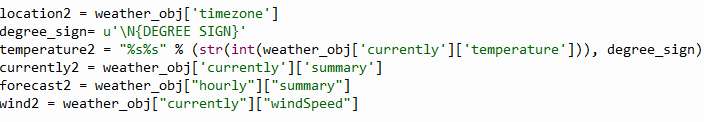 location2 = weather_obj['timezone']
degree_sign= u'\N{DEGREE SIGN}'
temperature2 = "%s%s" % (str(int(weather_obj['currently']['temperature'])), degree_sign)
currently2 = weather_obj['currently']['summary']
forecast2 = weather_obj["hourly"]["summary"]
wind2 = weather_obj["currently"]["windSpeed"]